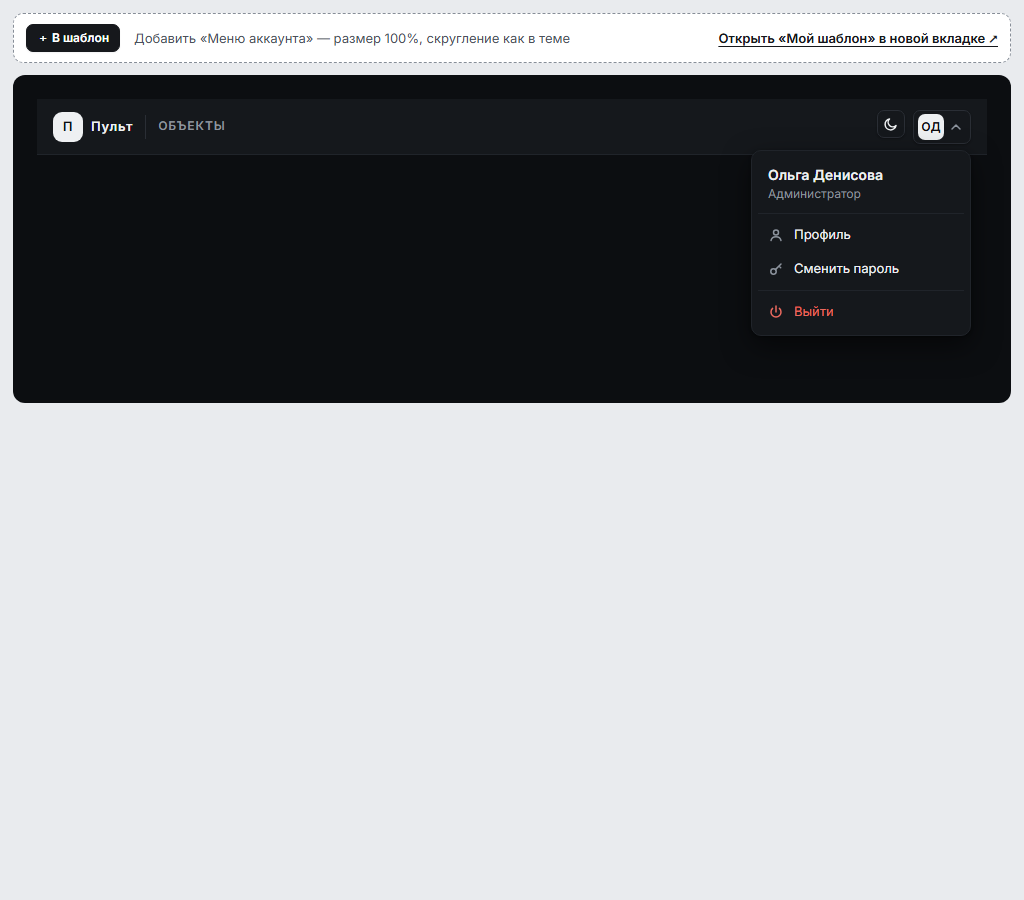 + В шаблон
Добавить «Меню аккаунта» — размер 100%, скругление как в теме
Открыть «Мой шаблон» в новой вкладке ↗
П
Пульт
ОБЪЕКТЫ
ОД
Ольга Денисова
Администратор
Профиль
Сменить пароль
Выйти